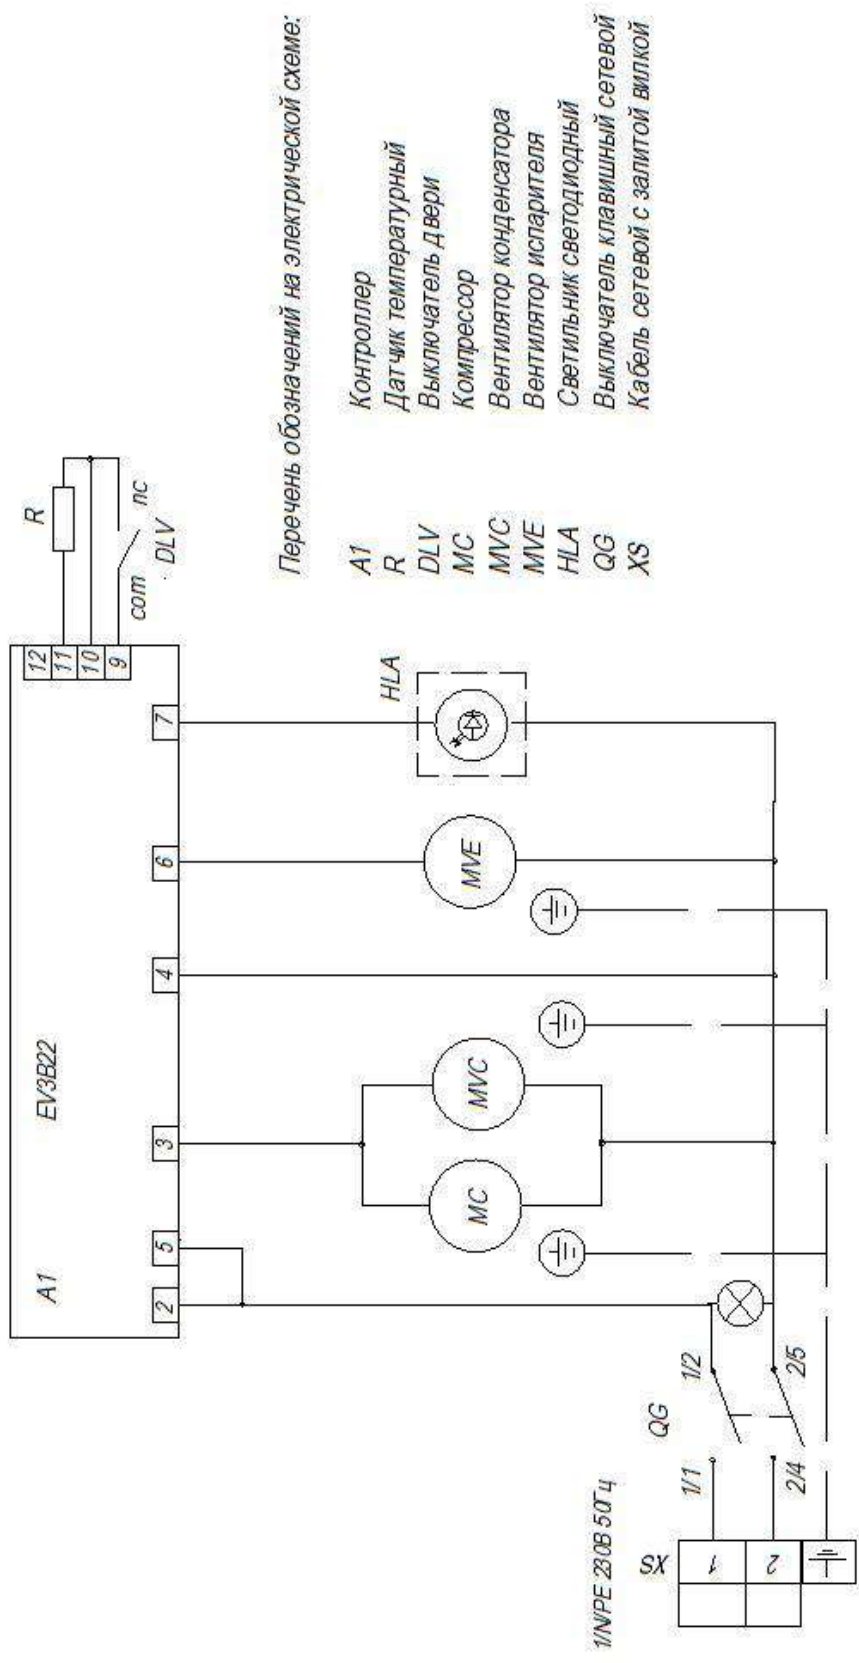 A1
EV3B22
2
5
3
4
6
7
12
11
10
9
R
com
nc
DLV
MC
MVC
MVE
HLA
1/N/PE 230В 50Гц
QG
1/1
1/2
2/4
2/5
XS
1
2
Перечень обозначений на электрической схеме:
A1 Контроллер
R Датчик температурный
DLV Выключатель двери
MC Компрессор
MVC Вентилятор конденсатора
MVE Вентилятор испарителя
HLA Светильник светодиодный
QG Выключатель клавишный сетевой
XS Кабель сетевой с залитой вилкой